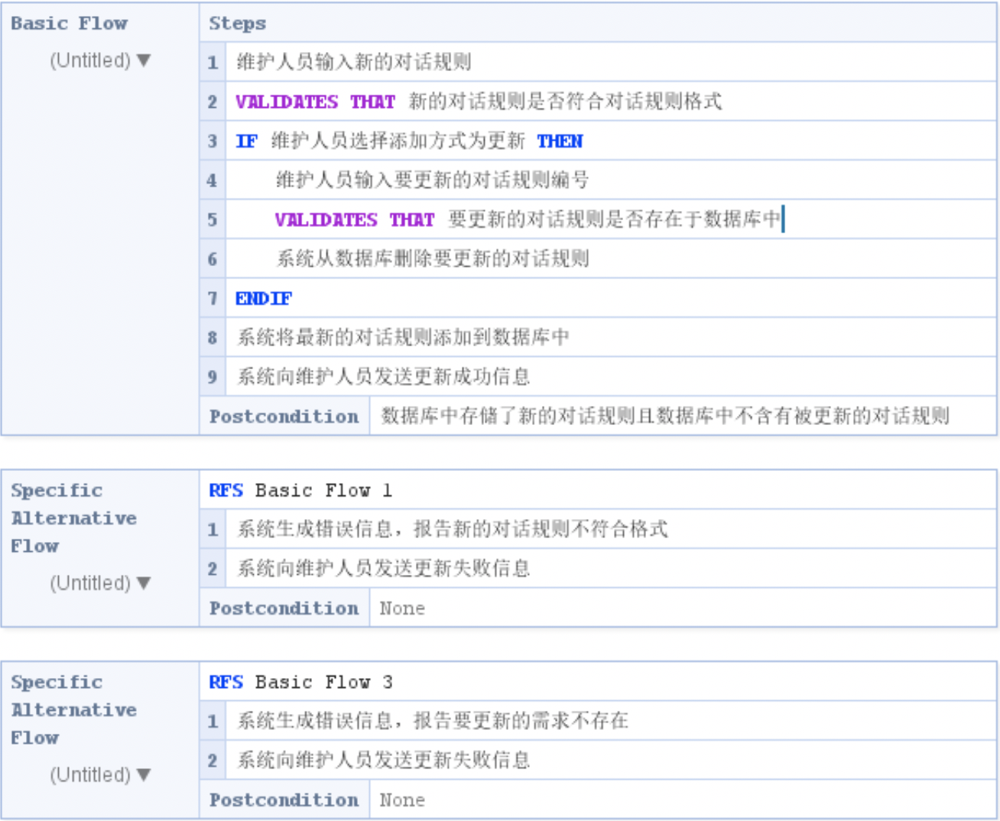 Basic Flow
(Untitled) ▼
Steps
1 维护人员输入新的对话规则
2 VALIDATES THAT 新的对话规则是否符合对话规则格式
3 IF 维护人员选择添加方式为更新 THEN
4 维护人员输入要更新的对话规则编号
5 VALIDATES THAT 要更新的对话规则是否存在于数据库中
6 系统从数据库删除要更新的对话规则
7 ENDIF
8 系统将最新的对话规则添加到数据库中
9 系统向维护人员发送更新成功信息
Postcondition 数据库中存储了新的对话规则且数据库中不含有被更新的对话规则
Specific
Alternative
Flow
(Untitled) ▼
RFS Basic Flow 1
1 系统生成错误信息，报告新的对话规则不符合格式
2 系统向维护人员发送更新失败信息
Postcondition None
Specific
Alternative
Flow
(Untitled) ▼
RFS Basic Flow 3
1 系统生成错误信息，报告要更新的需求不存在
2 系统向维护人员发送更新失败信息
Postcondition None